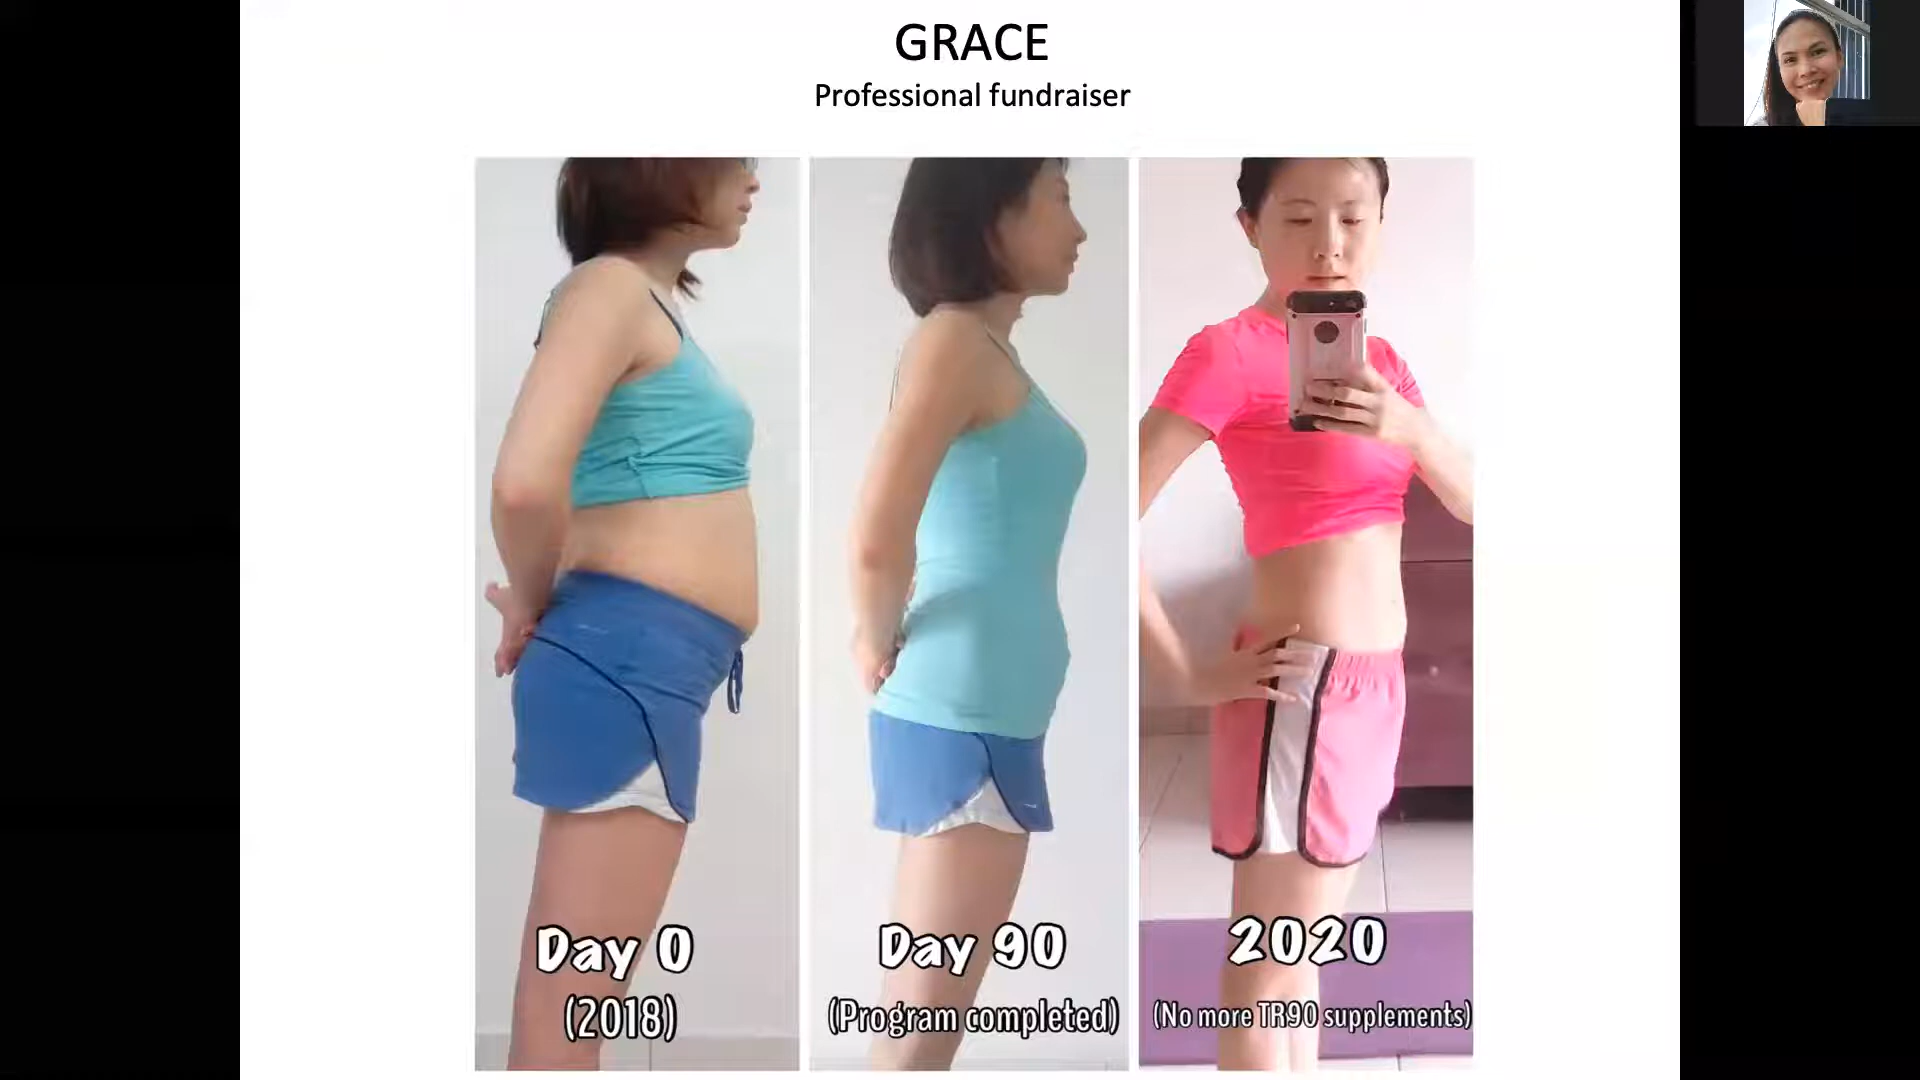 GRACE
Professional fundraiser
Day 0
(2018)
Day 90
(Program completed)
2020
(No more TR90 supplements)